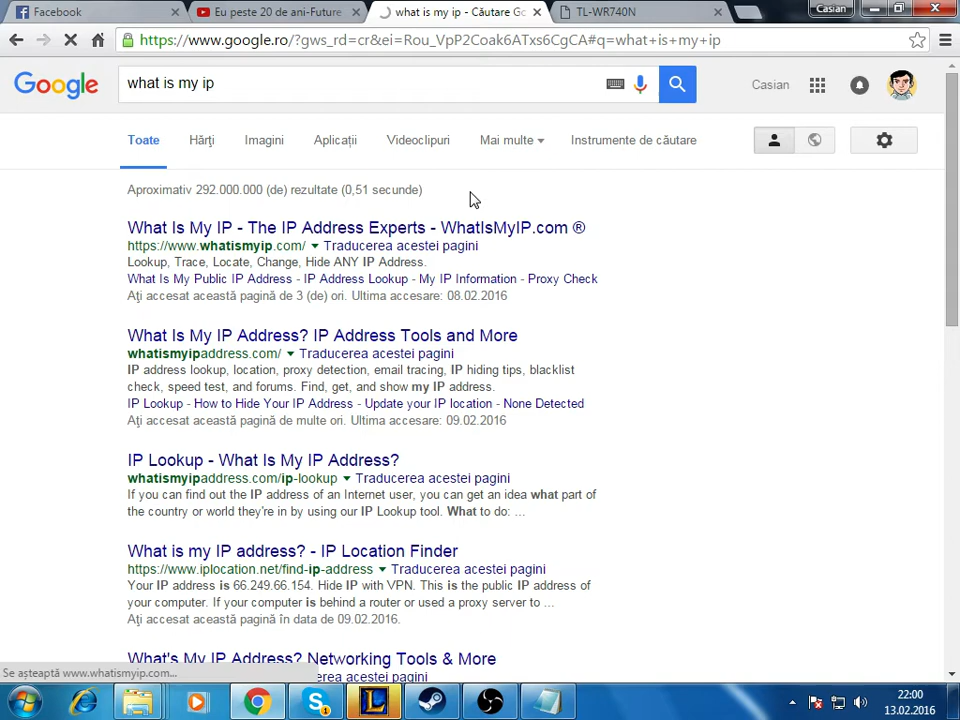 Facebook
Eu peste 20 de ani-Future
what is my ip - Căutare Go
TL-WR740N
Casian
https://www.google.ro/?gws_rd=cr&ei=Rou_VpP2Coak6ATxs6CgCA#q=what+is+my+ip
Google
what is my ip
Casian
Toate
Hărţi
Imagini
Aplicaţii
Videoclipuri
Mai multe
Instrumente de căutare
Aproximativ 292.000.000 (de) rezultate (0,51 secunde)
What Is My IP - The IP Address Experts - WhatIsMyIP.com ®
https://www.whatismyip.com/ Traducerea acestei pagini
Lookup, Trace, Locate, Change, Hide ANY IP Address.
What Is My Public IP Address - IP Address Lookup - My IP Information - Proxy Check
Aţi accesat această pagină de 3 (de) ori. Ultima accesare: 08.02.2016
What Is My IP Address? IP Address Tools and More
whatismyipaddress.com/ Traducerea acestei pagini
IP address lookup, location, proxy detection, email tracing, IP hiding tips, blacklist
check, speed test, and forums. Find, get, and show my IP address.
IP Lookup - How to Hide Your IP Address - Update your IP location - None Detected
Aţi accesat această pagină de multe ori. Ultima accesare: 09.02.2016
IP Lookup - What Is My IP Address?
whatismyipaddress.com/ip-lookup Traducerea acestei pagini
If you can find out the IP address of an Internet user, you can get an idea what part of
the country or world they're in by using our IP Lookup tool. What to do: ...
What is my IP address? - IP Location Finder
https://www.iplocation.net/find-ip-address Traducerea acestei pagini
Your IP address is 66.249.66.154. Hide IP with VPN. This is the public IP address of
your computer. If your computer is behind a router or used a proxy server to ...
Aţi accesat această pagină în data de 09.02.2016.
What's My IP Address? Networking Tools & More
Traducerea acestei pagini
Se așteaptă www.whatismyip.com...
22:00
13.02.2016